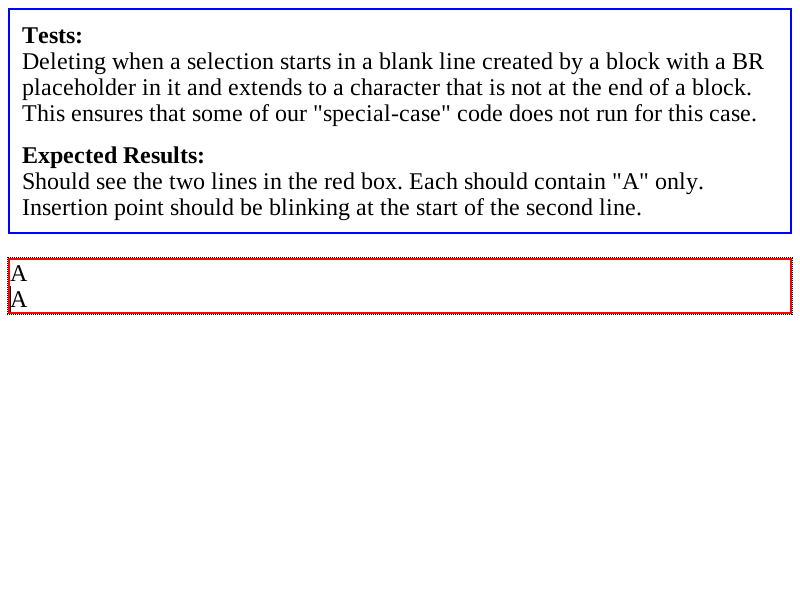 Tests:
Deleting when a selection starts in a blank line created by a block with a BR
placeholder in it and extends to a character that is not at the end of a block.
This ensures that some of our "special-case" code does not run for this case.
Expected Results:
Should see the two lines in the red box. Each should contain "A" only.
Insertion point should be blinking at the start of the second line.
A
A